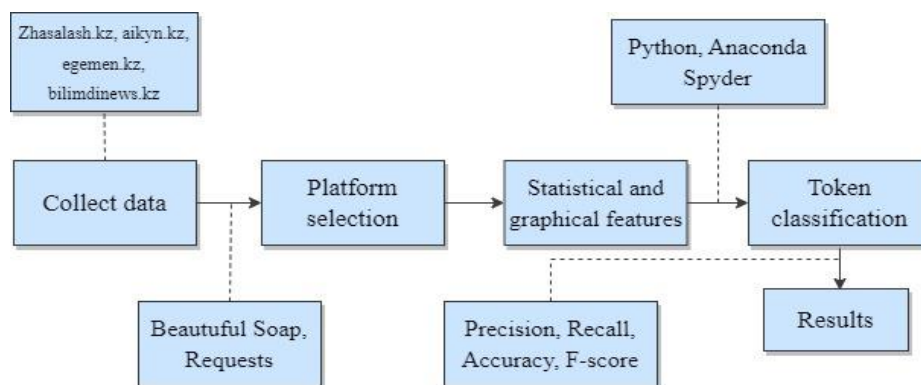 Zhasalash.kz, aikyn.kz,
egemen.kz,
bilimdinews.kz
Python, Anaconda
Spyder
Collect data
Platform
selection
Statistical and
graphical features
Token
classification
Beautuful Soap,
Requests
Precision, Recall,
Accuracy, F-score
Results